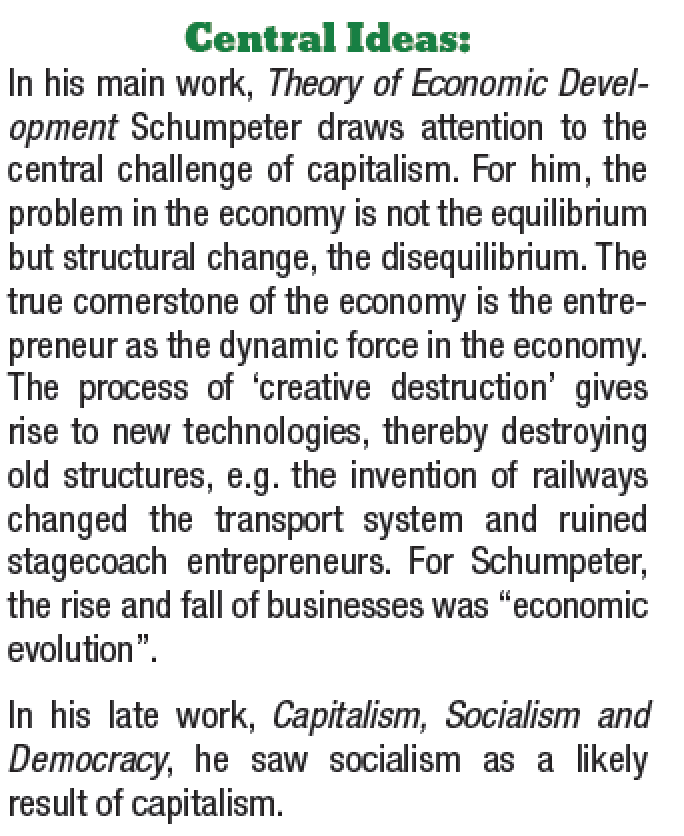 Central Ideas:
In his main work, Theory of Economic Devel-
opment Schumpeter draws attention to the
central challenge of capitalism. For him, the
problem in the economy is not the equilibrium
but structural change, the disequilibrium. The
true cornerstone of the economy is the entre-
preneur as the dynamic force in the economy.
The process of ‘creative destruction’ gives
rise to new technologies, thereby destroying
old structures, e.g. the invention of railways
changed the transport system and ruined
stagecoach entrepreneurs. For Schumpeter,
the rise and fall of businesses was “economic
evolution”.
In his late work, Capitalism, Socialism and
Democracy, he saw socialism as a likely
result of capitalism.